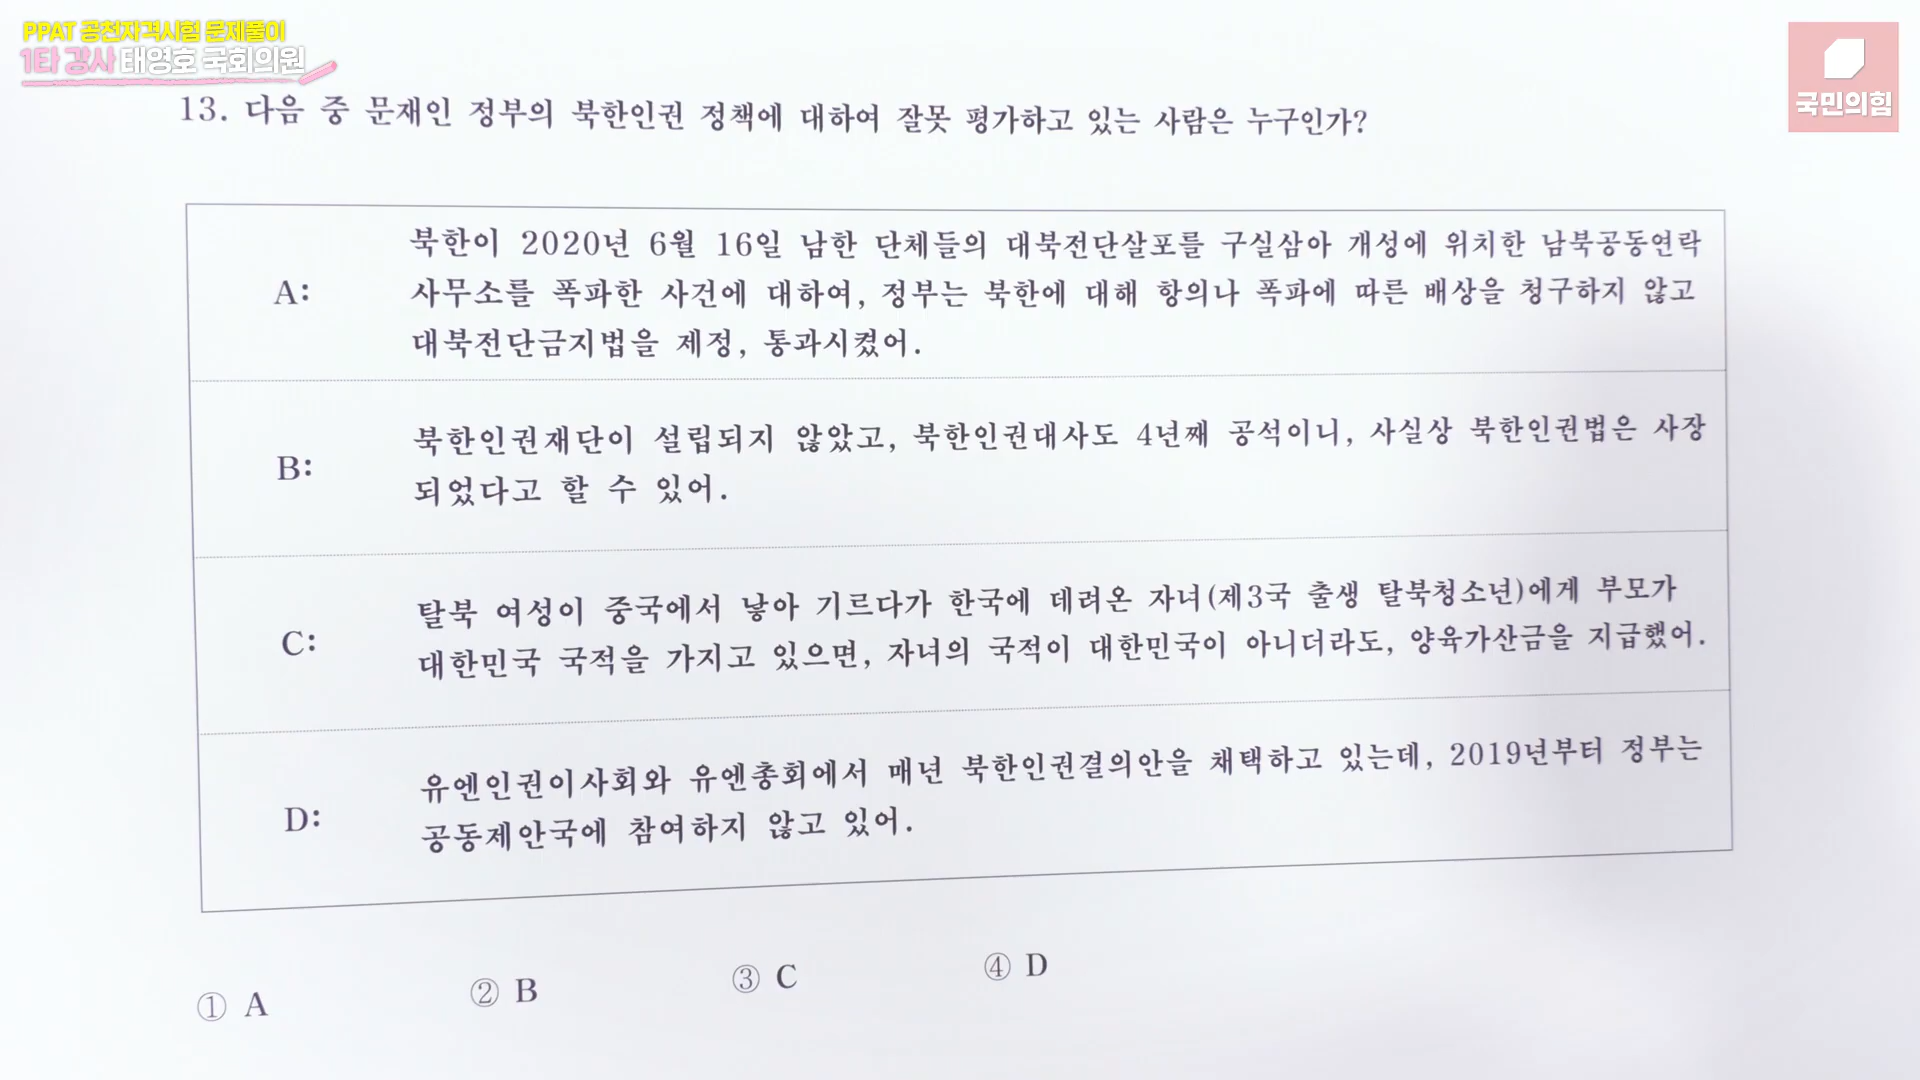 PPAT 공천자격시험 문제풀이
1타 강사 태영호 국회의원
국민의힘
13. 다음 중 문재인 정부의 북한인권 정책에 대하여 잘못 평가하고 있는 사람은 누구인가?
A:
북한이 2020년 6월 16일 남한 단체들의 대북전단살포를 구실삼아 개성에 위치한 남북공동연락
사무소를 폭파한 사건에 대하여, 정부는 북한에 대해 항의나 폭파에 따른 배상을 청구하지 않고
대북전단금지법을 제정, 통과시켰어.
B:
북한인권재단이 설립되지 않았고, 북한인권대사도 4년째 공석이니, 사실상 북한인권법은 사장
되었다고 할 수 있어.
C:
탈북 여성이 중국에서 낳아 기르다가 한국에 데려온 자녀(제3국 출생 탈북청소년)에게 부모가
대한민국 국적을 가지고 있으면, 자녀의 국적이 대한민국이 아니더라도, 양육가산금을 지급했어.
D:
유엔인권이사회와 유엔총회에서 매년 북한인권결의안을 채택하고 있는데, 2019년부터 정부는
공동제안국에 참여하지 않고 있어.
① A ② B ③ C ④ D